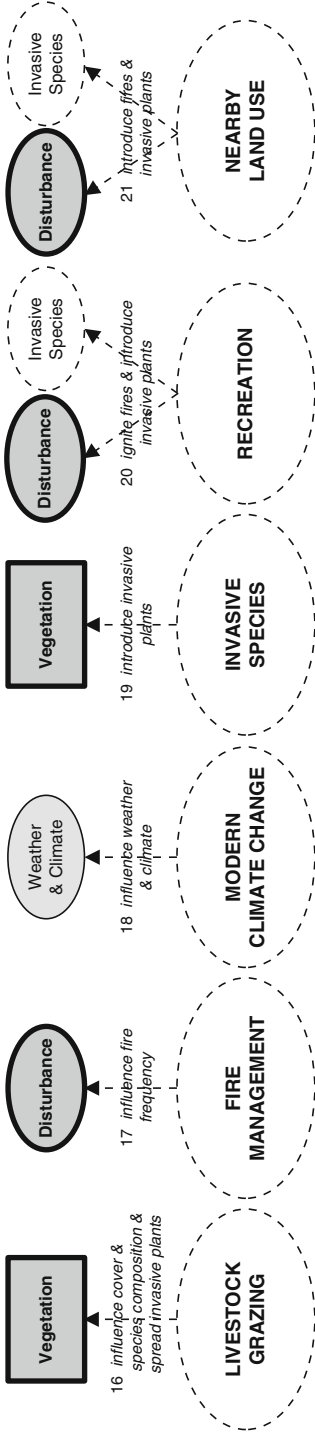 Vegetation
16 influence cover &
species composition &
spread invasive plants
LIVESTOCK
GRAZING
Disturbance
17 influence fire
frequency
FIRE
MANAGEMENT
Weather
& Climate
18 influence weather
& climate
MODERN
CLIMATE CHANGE
Vegetation
19 introduce invasive
plants
INVASIVE
SPECIES
Disturbance
Invasive
Species
20 ignite fires & introduce
invasive plants
RECREATION
Disturbance
Invasive
Species
21 introduce fires &
invasive plants
NEARBY
LAND USE